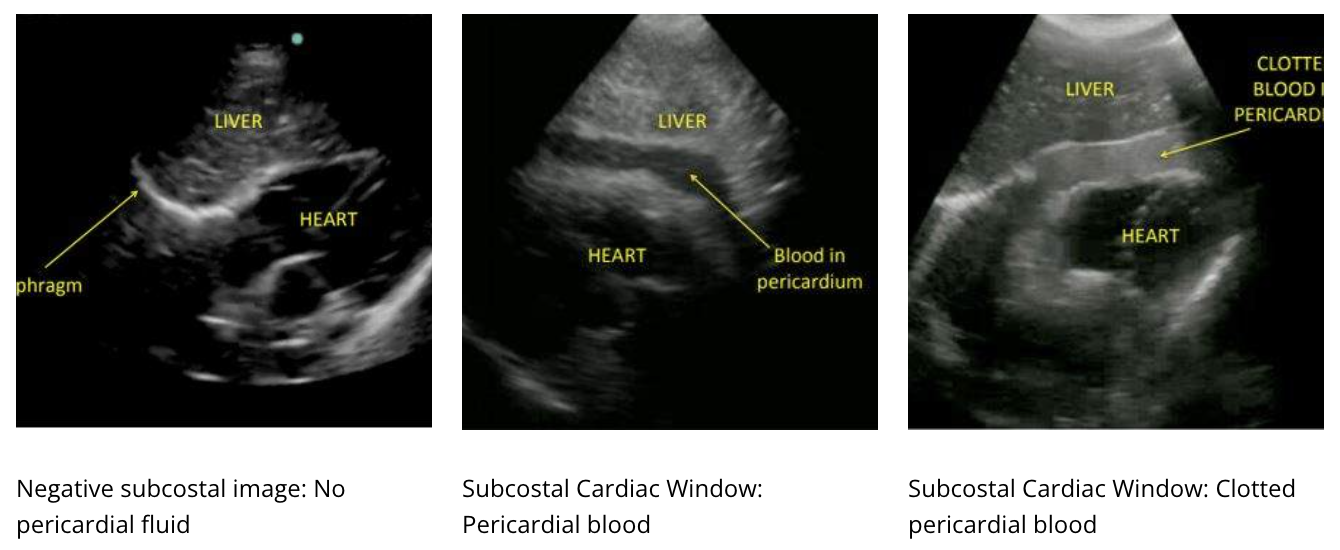 LIVER
HEART
phragm
Negative subcostal image: No
pericardial fluid
LIVER
HEART
Blood in
pericardium
Subcostal Cardiac Window:
Pericardial blood
LIVER
CLOTTE
BLOOD I
PERICARDI
HEART
Subcostal Cardiac Window: Clotted
pericardial blood